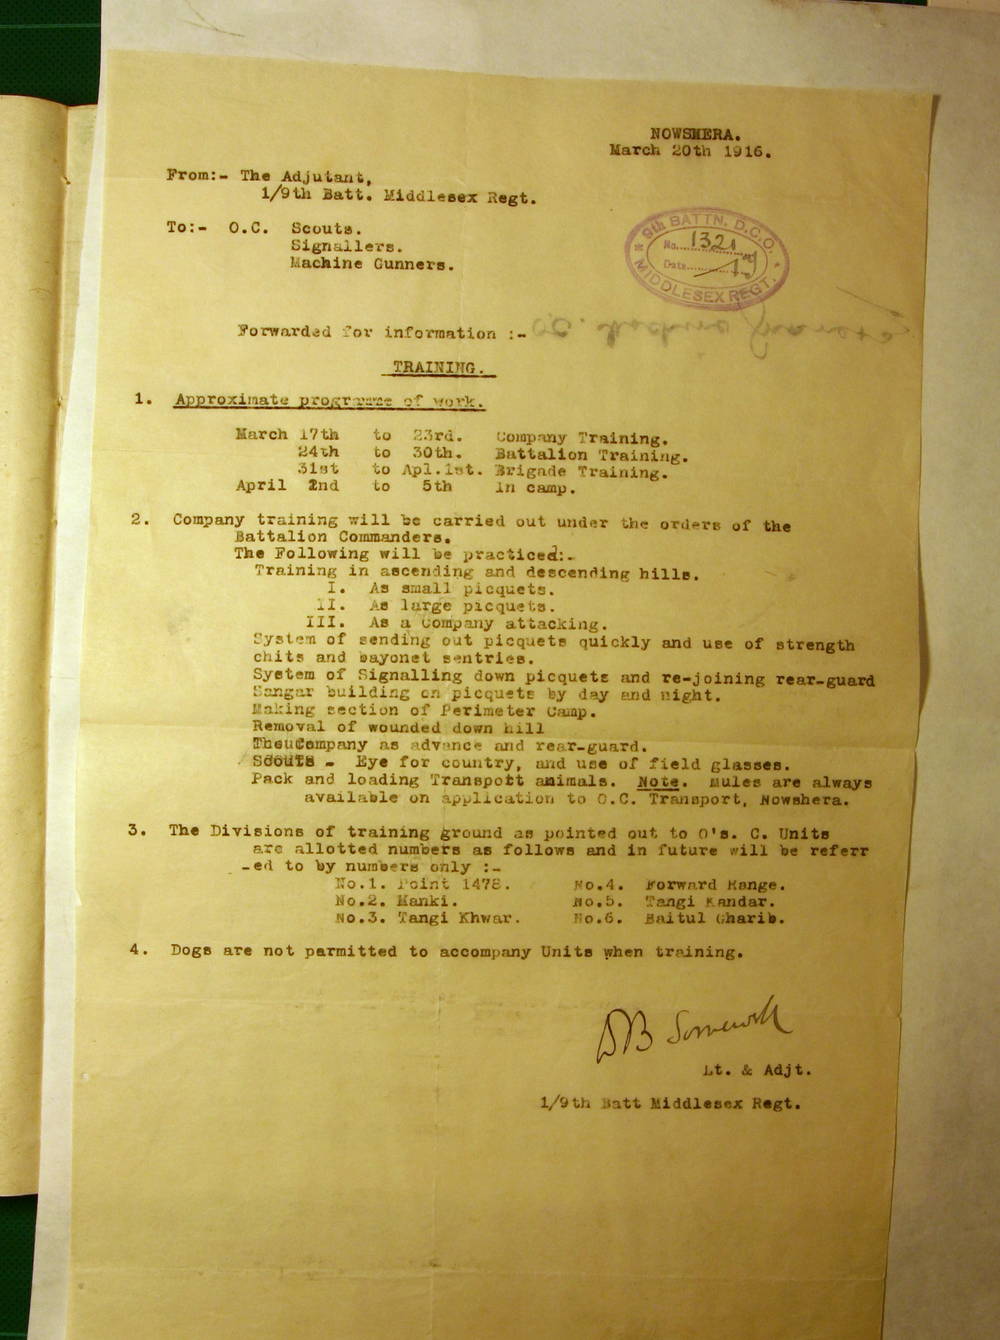 NOWSHERA.
March 20th 1916.
From:- The Adjutant,
1/9th Batt. Middlesex Regt.
To:- O.C. Scouts.
Signallers.
Machine Gunners.
9th BATTN. D.C.O.
No. 1321
Date
MIDDLESEX REGT.
Forwarded for information :-
TRAINING.
1. Approximate programme of work.
March 17th to 23rd. Company Training.
24th to 30th. Battalion Training.
31st to Apl.1st. Brigade Training.
April 2nd to 5th In camp.
2. Company training will be carried out under the orders of the
Battalion Commanders.
The Following will be practiced:-
Training in ascending and descending hills.
I. As small picquets.
II. As large picquets.
III. As a Company attacking.
System of sending out picquets quickly and use of strength
chits and bayonet sentries.
System of Signalling down picquets and re-joining rear-guard
Sangar building on picquets by day and night.
Making section of Perimeter Camp.
Removal of wounded down hill
The Company as advance and rear-guard.
Scouts - Eye for country, and use of field glasses.
Pack and loading Transport animals. Note. Mules are always
available on application to O.C. Transport, Nowshera.
3. The Divisions of training ground as pointed out to O's. C. Units
are allotted numbers as follows and in future will be referr
-ed to by numbers only :-
No.1. Point 1478. No.4. Forward Range.
No.2. Manki. No.5. Tangi Kandar.
No.3. Tangi Khwar. No.6. Baitul Gharib.
4. Dogs are not parmitted to accompany Units when training.
Lt. & Adjt.
1/9th Batt Middlesex Regt.